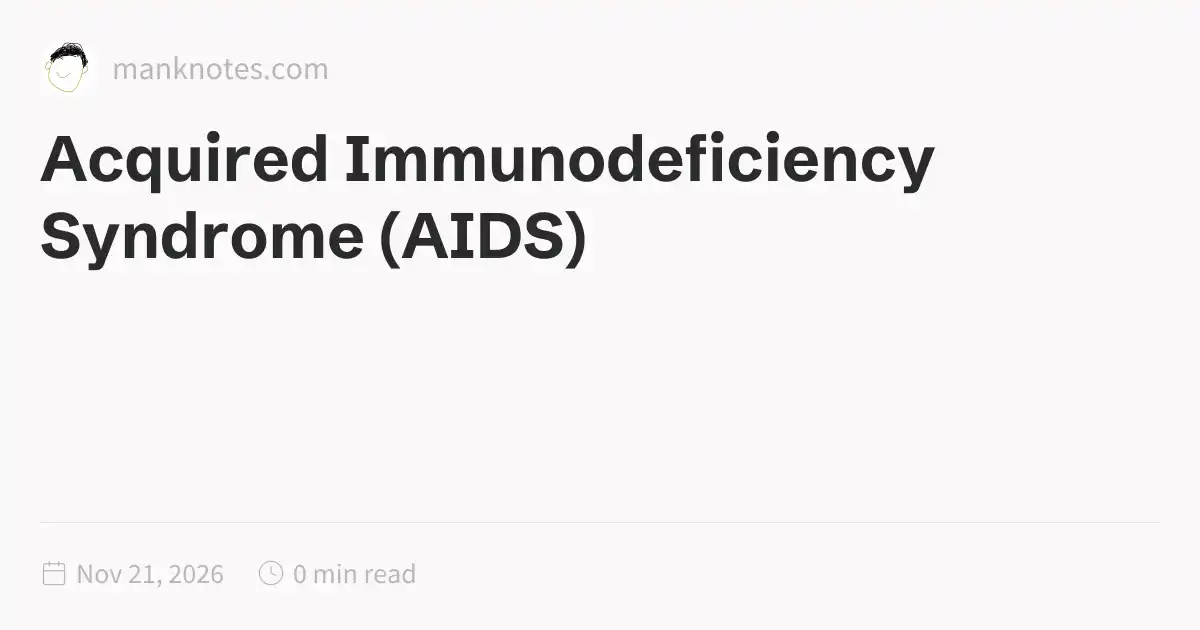 manknotes.com
Acquired Immunodeficiency
Syndrome (AIDS)
Nov 21, 2026
0 min read